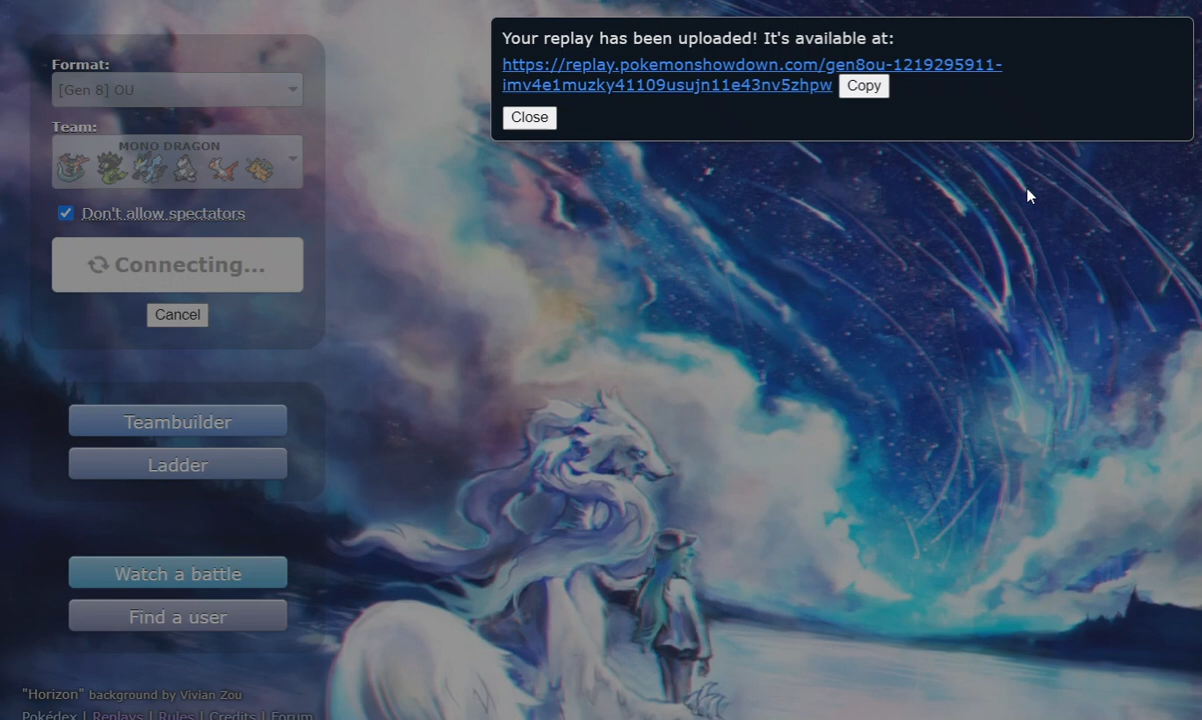 Your replay has been uploaded! It's available at:
https://replay.pokemonshowdown.com/gen8ou-1219295911-
imv4e1muzky41109usujn11e43nv5zhpw Copy
Close
Format:
[Gen 8] OU
Team:
MONO DRAGON
Don't allow spectators
Connecting...
Cancel
Teambuilder
Ladder
Watch a battle
Find a user
"Horizon" background by Vivian Zou
Pokédex | Replays | Rules | Credits | Forum